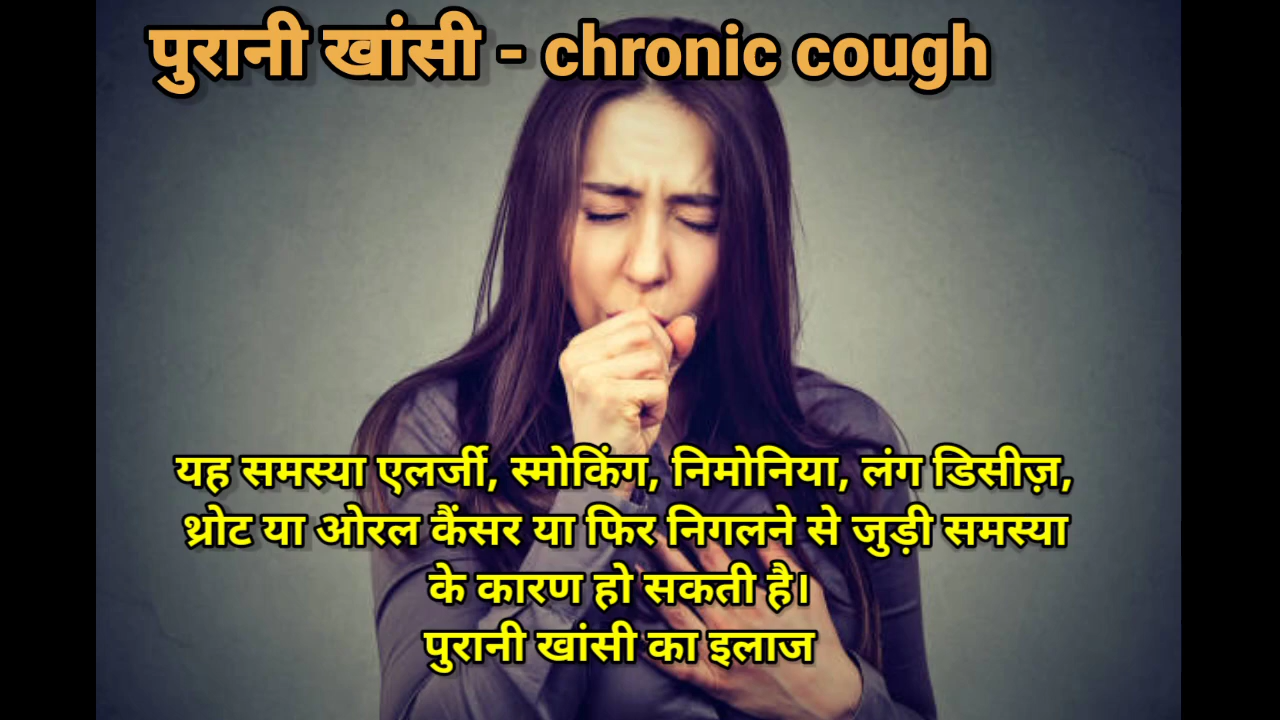 पुरानी खांसी - chronic cough
यह समस्या एलर्जी, स्मोकिंग, निमोनिया, लंग डिसीज़,
थ्रोट या ओरल कैंसर या फिर निगलने से जुड़ी समस्या
के कारण हो सकती है।
पुरानी खांसी का इलाज